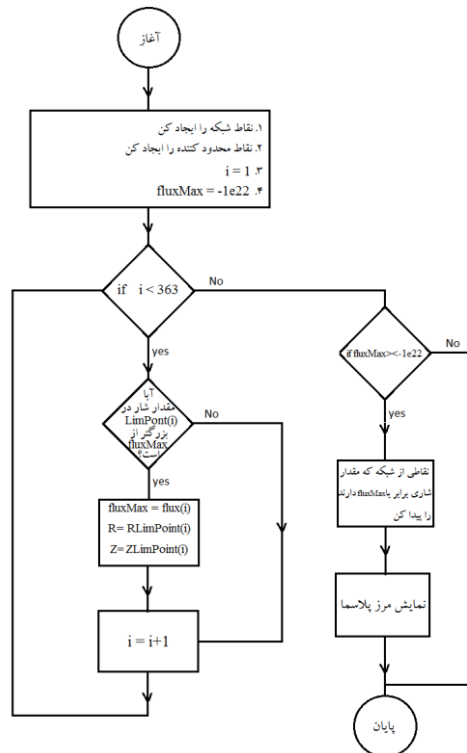 آغاز
۱. نقاط شبکه را ایجاد کن
۲. نقاط محدود کننده را ایجاد کن
۳. i = 1
۴. fluxMax = -1e22
if i < 363
No
yes
آیا
مقدار شار در
LimPont(i)
بزرگتر از
fluxMax
است؟
No
yes
fluxMax = flux(i)
R= RLimPoint(i)
Z= ZLimPoint(i)
i = i+1
if fluxMax><-1e22
No
yes
نقاطی از شبکه که مقدار
شاری برابر با fluxMax دارند
را پیدا کن
نمایش مرز پلاسما
پایان